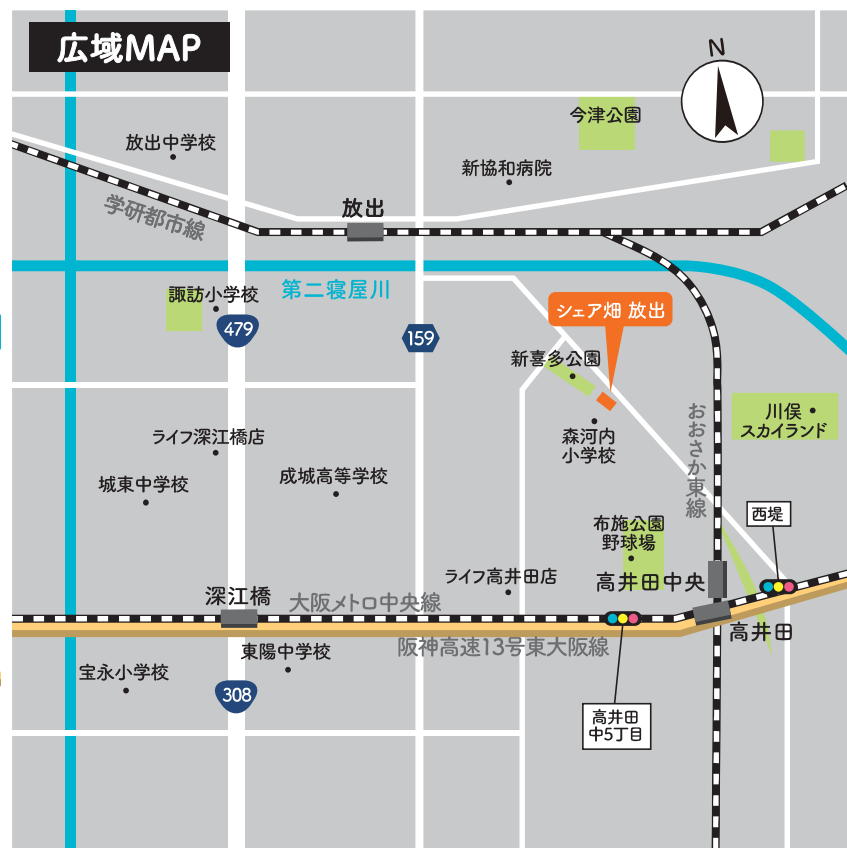 広域MAP
N
今津公園
放出中学校
新協和病院
学研都市線
放出
第二寝屋川
諏訪小学校
479
159
シェア畑 放出
新喜多公園
川俣
スカイランド
おおさか東線
森河内
小学校
ライフ深江橋店
城東中学校
成城高等学校
西堤
布施公園
野球場
ライフ高井田店
高井田中央
深江橋
大阪メトロ中央線
高井田
阪神高速13号東大阪線
東陽中学校
宝永小学校
308
高井田
中5丁目